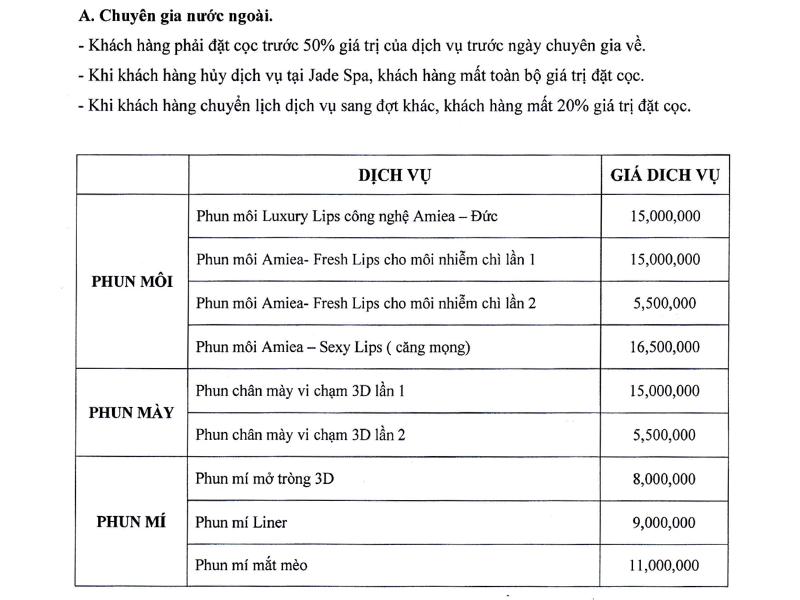 A. Chuyên gia nước ngoài.
- Khách hàng phải đặt cọc trước 50% giá trị của dịch vụ trước ngày chuyên gia về.
- Khi khách hàng hủy dịch vụ tại Jade Spa, khách hàng mất toàn bộ giá trị đặt cọc.
- Khi khách hàng chuyển lịch dịch vụ sang đợt khác, khách hàng mất 20% giá trị đặt cọc.
DỊCH VỤ GIÁ DICH VỤ
PHUN MÔI
Phun môi Luxury Lips công nghệ Amiea – Đức 15,000,000
Phun môi Amiea- Fresh Lips cho môi nhiễm chì lần 1 15,000,000
Phun môi Amiea- Fresh Lips cho môi nhiễm chì lần 2 5,500,000
Phun môi Amiea – Sexy Lips ( căng mọng) 16,500,000
PHUN MÀY
Phun chân mày vi chạm 3D lần 1 15,000,000
Phun chân mày vi chạm 3D lần 2 5,500,000
PHUN MÍ
Phun mí mở tròng 3D 8,000,000
Phun mí Liner 9,000,000
Phun mí mắt mèo 11,000,000